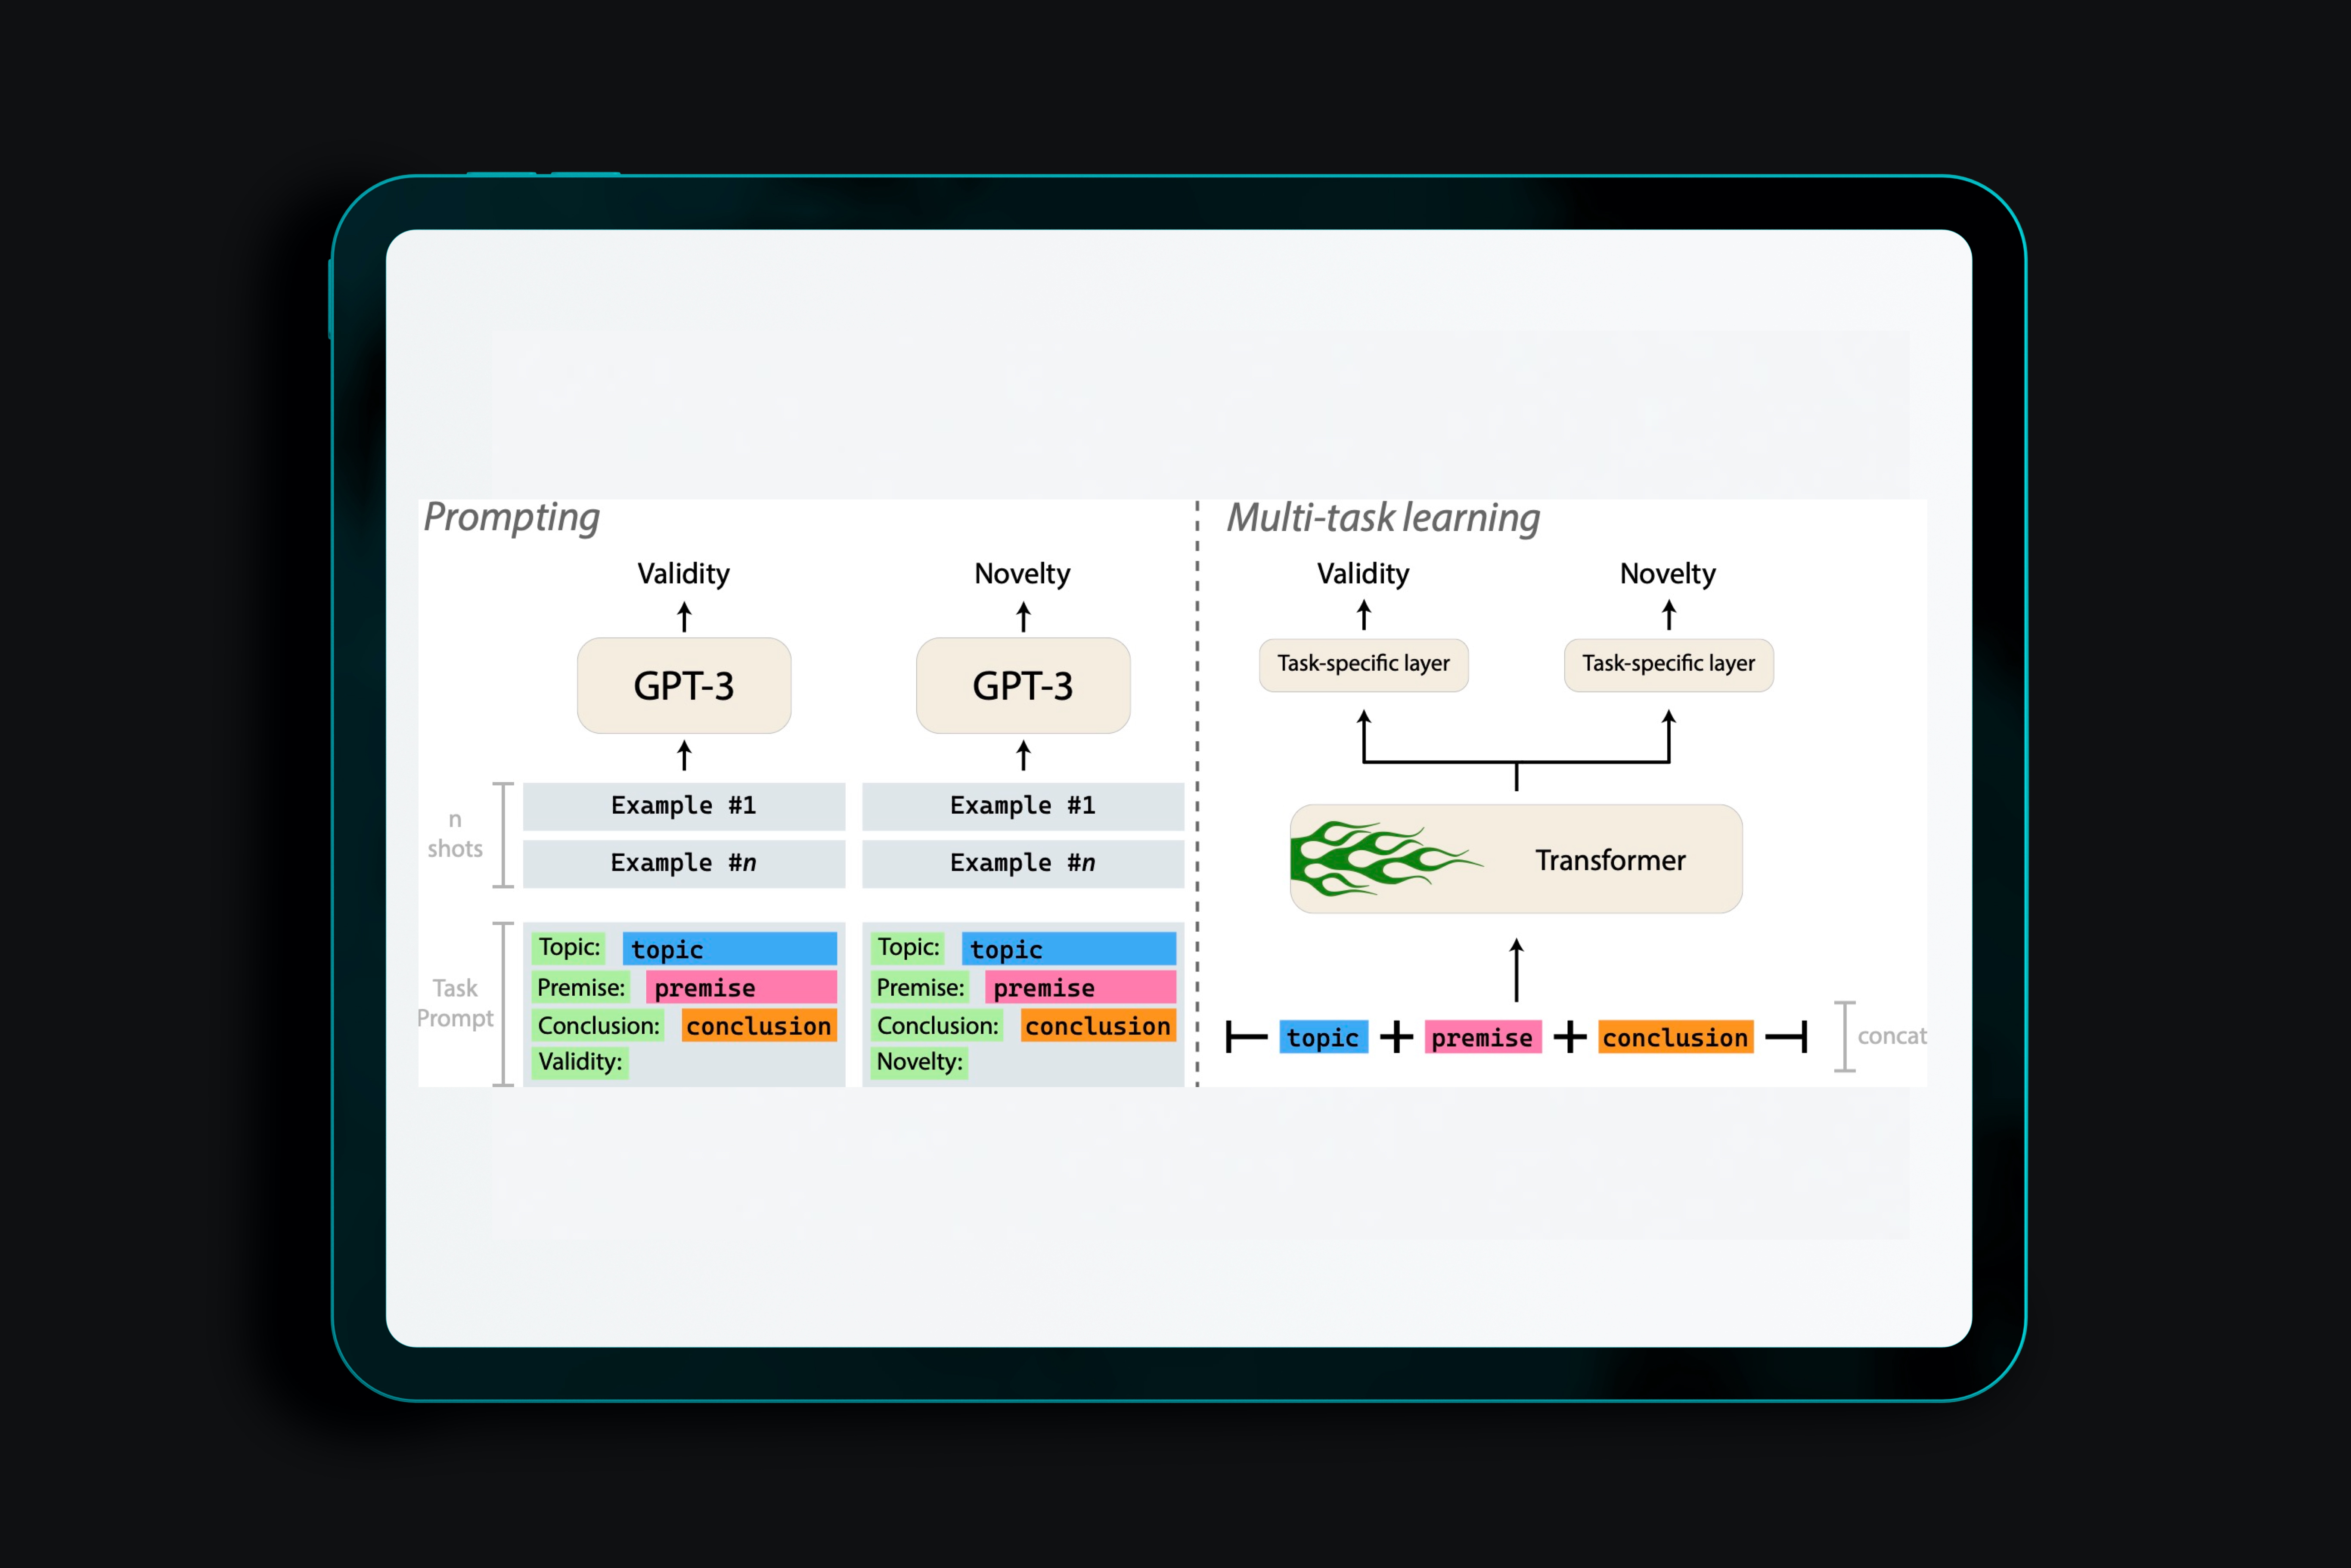 Prompting
Validity
Novelty
GPT-3
GPT-3
n
shots
Example #1
Example #1
Example #n
Example #n
Task
Prompt
Topic: topic
Premise: premise
Conclusion: conclusion
Validity:
Topic: topic
Premise: premise
Conclusion: conclusion
Novelty:
Multi-task learning
Validity
Novelty
Task-specific layer
Task-specific layer
Transformer
topic + premise + conclusion
concat